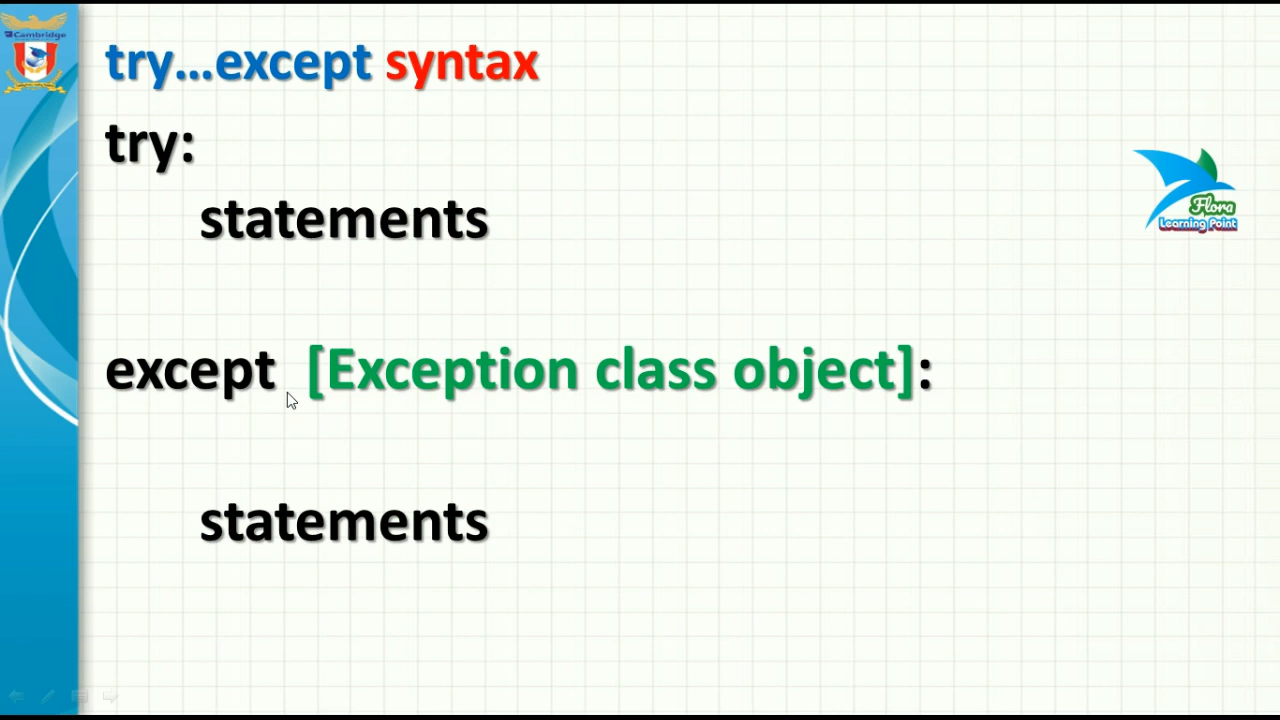 Cambridge
try...except syntax
try:
statements
Flora
Learning Point
except [Exception class object]:
statements